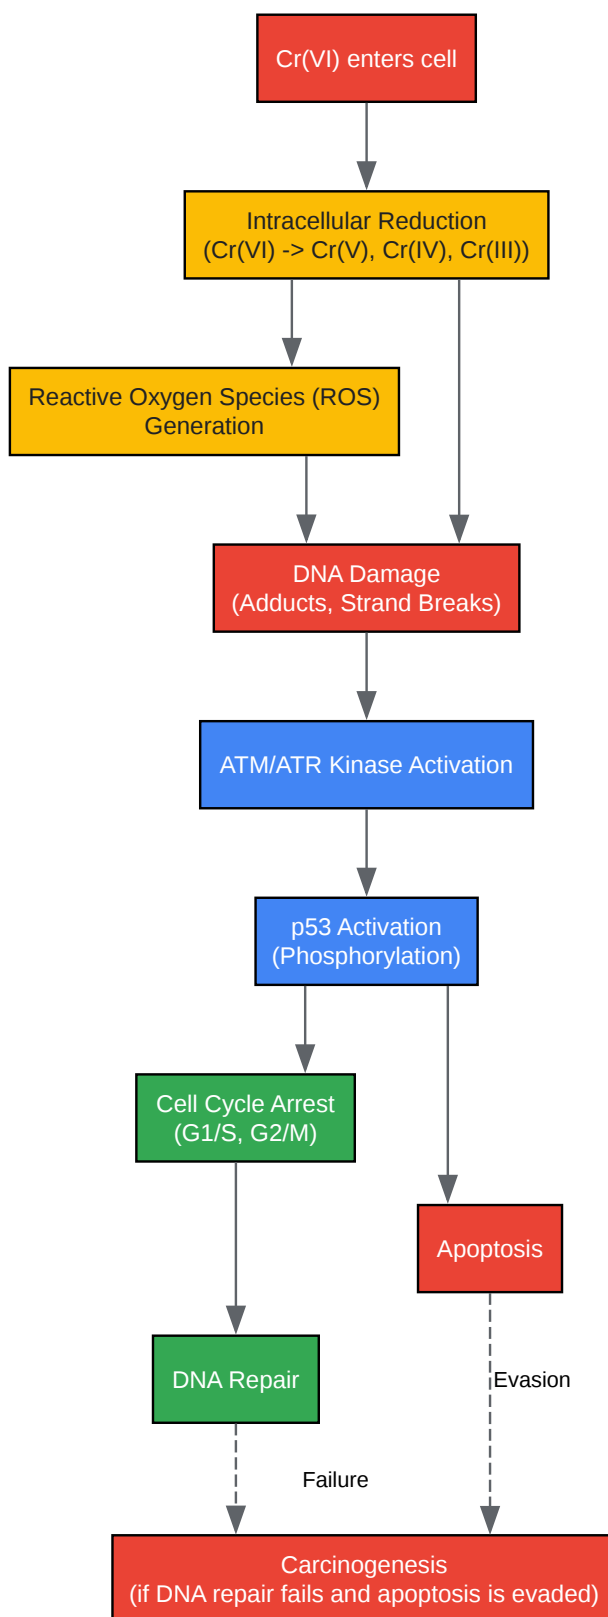 Cr(VI) enters cell
Intracellular Reduction
(Cr(VI) -> Cr(V), Cr(IV), Cr(III))
Reactive Oxygen Species (ROS)
Generation
DNA Damage
(Adducts, Strand Breaks)
ATM/ATR Kinase Activation
p53 Activation
(Phosphorylation)
Cell Cycle Arrest
(G1/S, G2/M)
Apoptosis
DNA Repair
Evasion
Failure
Carcinogenesis
(if DNA repair fails and apoptosis is evaded)